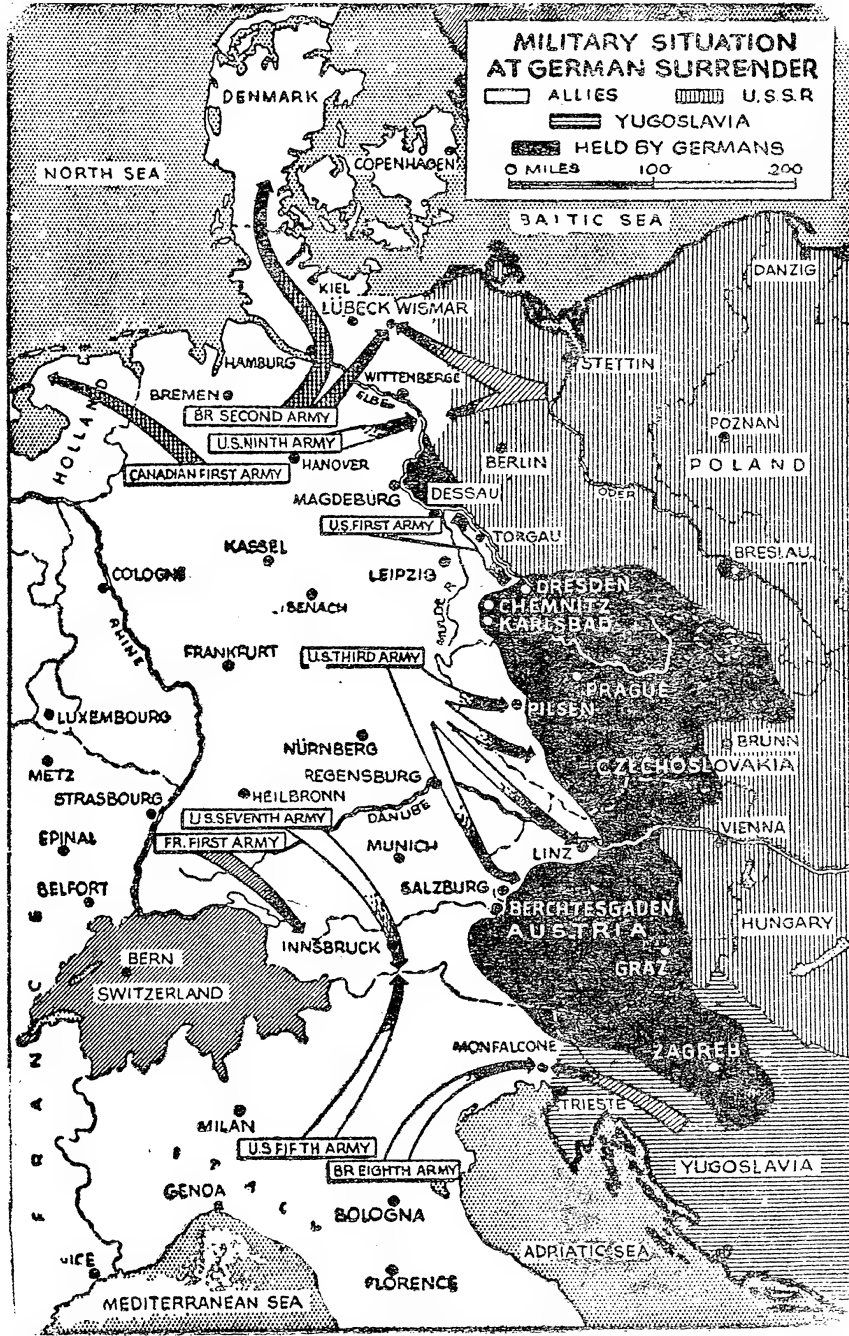 MILITARY SITUATION
AT GERMAN SURRENDER
ALLIES U.S.S.R
YUGOSLAVIA
HELD BY GERMANS
0 MILES 100 200
DENMARK
NORTH SEA
COPENHAGEN
BALTIC SEA
DANZIG
KIEL
LÜBECK WISMAR
HAMBURG
STETTIN
WITTENBERGE
BREMEN
ELBE
BR SECOND ARMY
HOLLAND
U.S. NINTH ARMY
POZNAN
CANADIAN FIRST ARMY
HANOVER
BERLIN
POLAND
MAGDEBURG
DESSAU
ODER
U.S. FIRST ARMY
TORGAU
KASSEL
BRESLAU
COLOGNE
LEIPZIG
DRESDEN
CHEMNITZ
KARLSBAD
MULDE R
RHINE
FRANKFURT
U.S. THIRD ARMY
PRAGUE
LUXEMBOURG
PILSEN
NÜRNBERG
BRÜNN
METZ
CZECHOSLOVAKIA
REGENSBURG
STRASBOURG
HEILBRONN
U.S. SEVENTH ARMY
DANUBE
VIENNA
EPINAL
FR. FIRST ARMY
MUNICH
LINZ
BELFORT
SALZBURG
BERCHTESGADEN
AUSTRIA
HUNGARY
INNSBRUCK
BERN
GRAZ
SWITZERLAND
FRANCE
MONFALCONE
ZAGREB
MILAN
TRIESTE
U.S FIFTH ARMY
BR EIGHTH ARMY
YUGOSLAVIA
GENOA
BOLOGNA
ADRIATIC SEA
FLORENCE
MEDITERRANEAN SEA